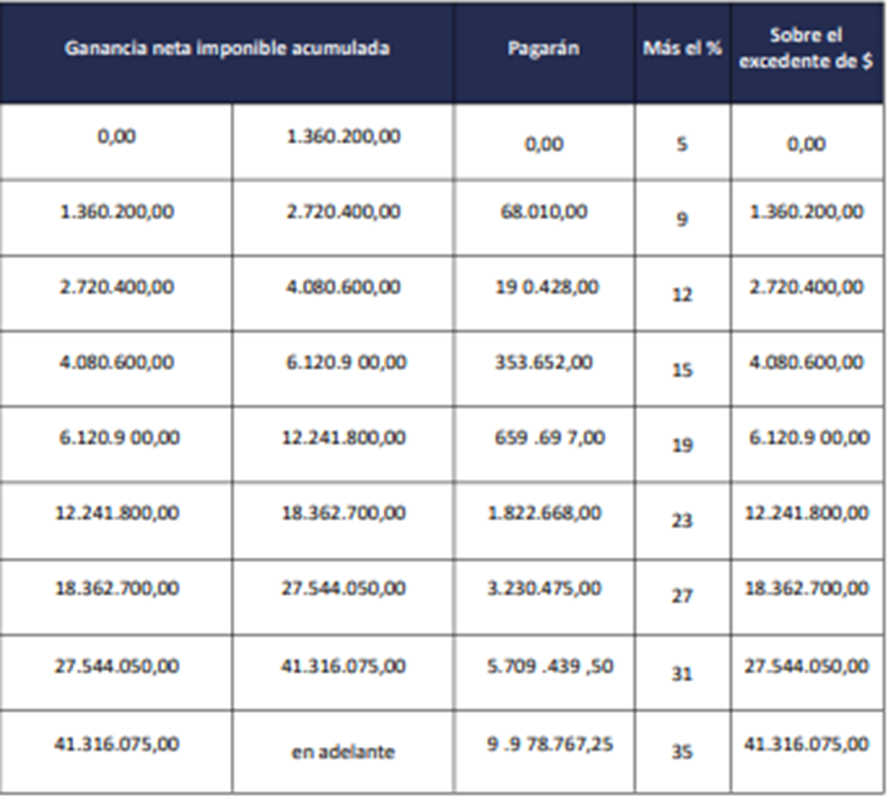 Ganancia neta imponible acumulada Pagarán Más el % Sobre el excedente de $
0,00 1.360.200,00 0,00 5 0,00
1.360.200,00 2.720.400,00 68.010,00 9 1.360.200,00
2.720.400,00 4.080.600,00 19 0.428,00 12 2.720.400,00
4.080.600,00 6.120.9 00,00 353.652,00 15 4.080.600,00
6.120.9 00,00 12.241.800,00 659 .69 7,00 19 6.120.9 00,00
12.241.800,00 18.362.700,00 1.822.668,00 23 12.241.800,00
18.362.700,00 27.544.050,00 3.230.475,00 27 18.362.700,00
27.544.050,00 41.316.075,00 5.709 .439 ,50 31 27.544.050,00
41.316.075,00 en adelante 9 .9 78.767,25 35 41.316.075,00